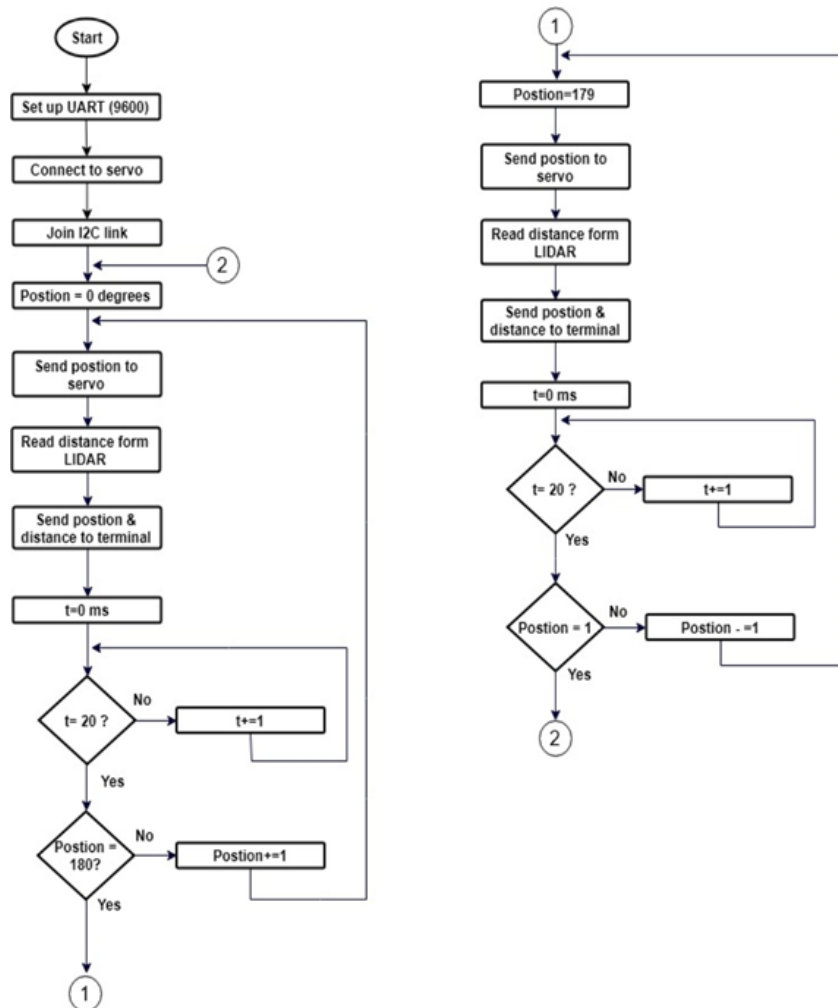 Start
Set up UART (9600)
Connect to servo
Join I2C link
2
Postion = 0 degrees
Send postion to
servo
Read distance form
LIDAR
Send postion &
distance to terminal
t=0 ms
t= 20 ?
No
t+=1
Yes
Postion =
180?
No
Postion+=1
Yes
1
1
Postion=179
Send postion to
servo
Read distance form
LIDAR
Send postion &
distance to terminal
t=0 ms
t= 20 ?
No
t+=1
Yes
Postion = 1
No
Postion - =1
Yes
2